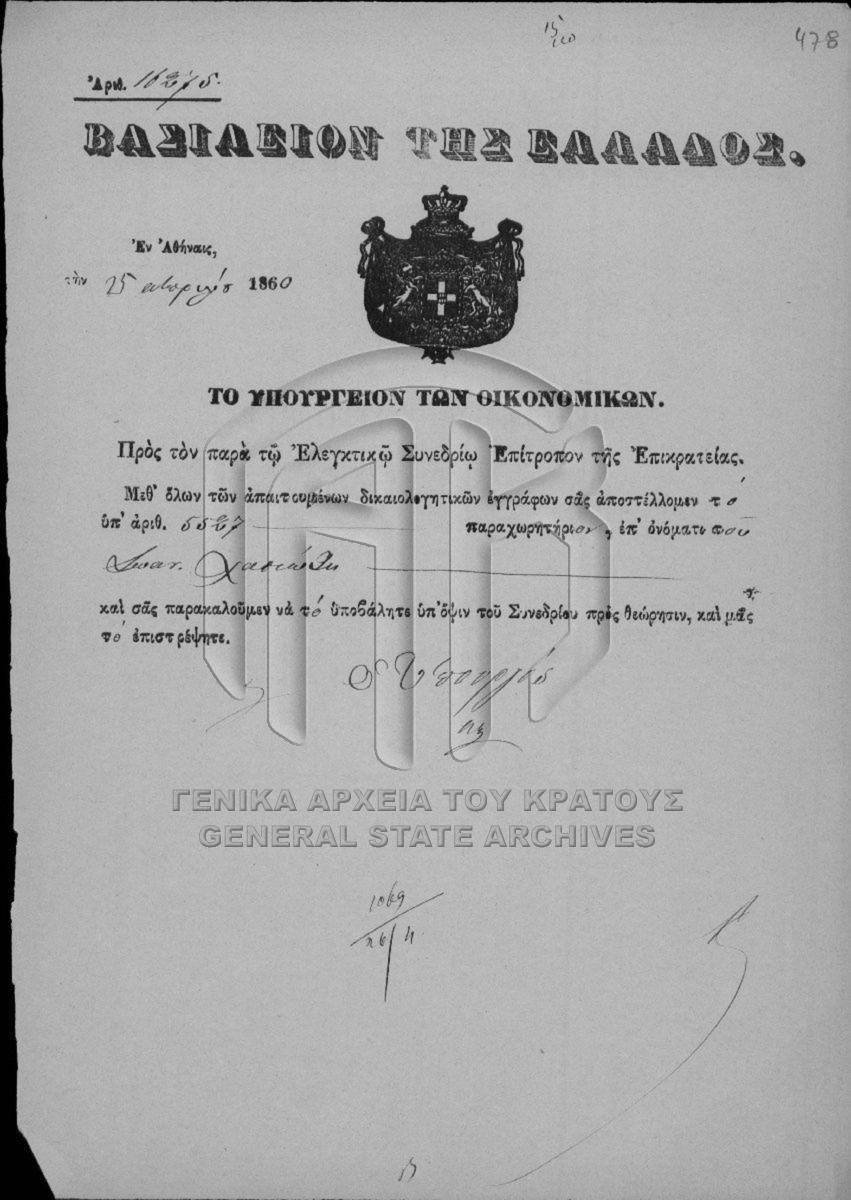 478
Ἀριθ. 16275.
ΒΑΣΙΛΕΙΟΝ ΤΗΣ ΕΛΛΑΔΟΣ.
Ἐν Ἀθήναις,
τὴν 25 1860
ΤΟ ΥΠΟΥΡΓΕΙΟΝ ΤΩΝ ΟΙΚΟΝΟΜΙΚΩΝ.
Πρὸς τὸν παρὰ τῷ Ἐλεγκτικῷ Συνεδρίῳ Ἐπίτροπον τῆς Ἐπικρατείας.
Μεθ' ὅλων τῶν ἀπαιτουμένων δικαιολογητικῶν ἐγγράφων σᾶς ἀποστέλλομεν τὸ
ὑπ' ἀριθ. 5527 παραχωρητήριον, ἐπ' ὀνόματι τοῦ
Ἰωαν.
καὶ σᾶς παρακαλοῦμεν νὰ τὸ ὑποβάλητε ὑπ' ὄψιν τοῦ Συνεδρίου πρὸς θεώρησιν, καὶ μᾶς
τὸ ἐπιστρέψητε.
Ὁ Ὑπουργὸς
ΓΕΝΙΚΑ ΑΡΧΕΙΑ ΤΟΥ ΚΡΑΤΟΥΣ
GENERAL STATE ARCHIVES
1069
26/4